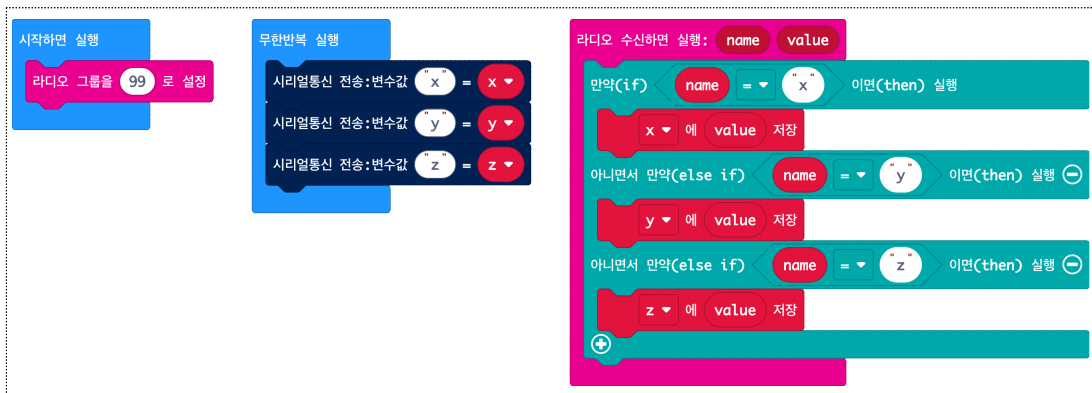 시작하면 실행
라디오 그룹을 99 로 설정
무한반복 실행
시리얼통신 전송:변수값 "x" = x
시리얼통신 전송:변수값 "y" = y
시리얼통신 전송:변수값 "z" = z
라디오 수신하면 실행: name value
만약(if) name = "x" 이면(then) 실행
x 에 value 저장
아니면서 만약(else if) name = "y" 이면(then) 실행
y 에 value 저장
아니면서 만약(else if) name = "z" 이면(then) 실행
z 에 value 저장